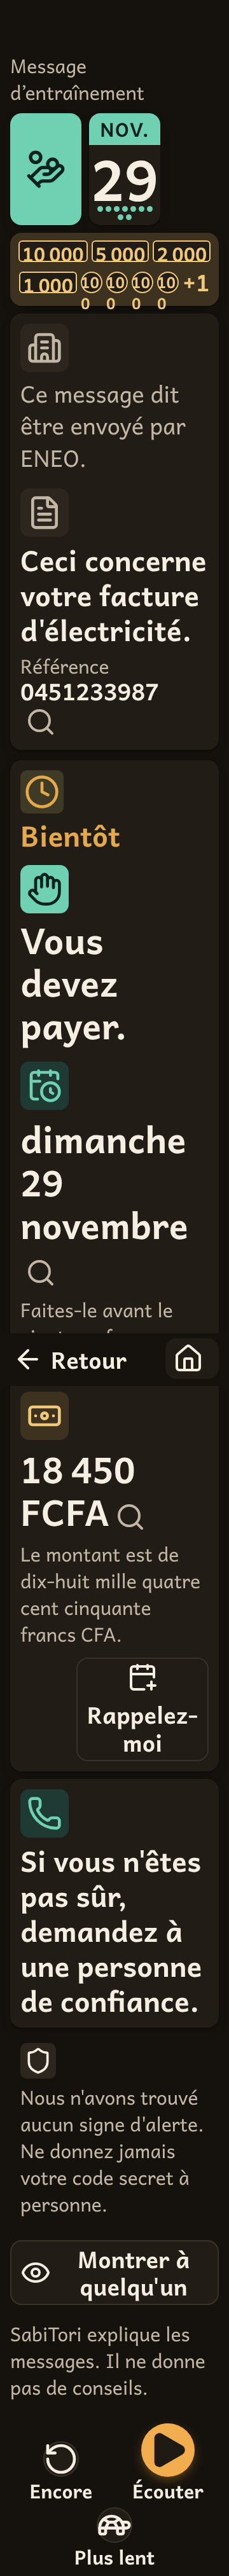 Message
d’entraînement
NOV.
29
10 000 5 000 2 000
1 000 100 100 100 100 +1
Ce message dit
être envoyé par
ENEO.
Ceci concerne
votre facture
d'électricité.
Référence
0451233987
Bientôt
Vous
devez
payer.
dimanche
29
novembre
Faites-le avant le
Retour
18 450
FCFA
Le montant est de
dix-huit mille quatre
cent cinquante
francs CFA.
Rappelez-
moi
Si vous n'êtes
pas sûr,
demandez à
une personne
de confiance.
Nous n'avons trouvé
aucun signe d'alerte.
Ne donnez jamais
votre code secret à
personne.
Montrer à
quelqu'un
SabiTori explique les
messages. Il ne donne
pas de conseils.
Encore
Écouter
Plus lent